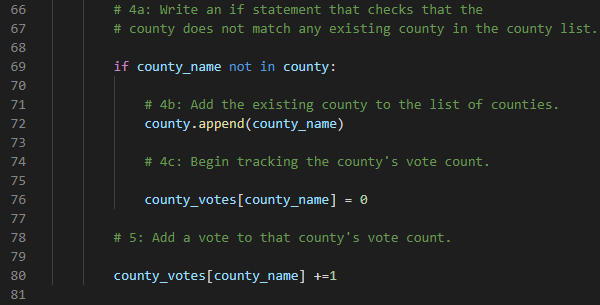 66 # 4a: Write an if statement that checks that the
67 # county does not match any existing county in the county list.
68
69 if county_name not in county:
70
71 # 4b: Add the existing county to the list of counties.
72 county.append(county_name)
73
74 # 4c: Begin tracking the county's vote count.
75
76 county_votes[county_name] = 0
77
78 # 5: Add a vote to that county's vote count.
79
80 county_votes[county_name] +=1
81